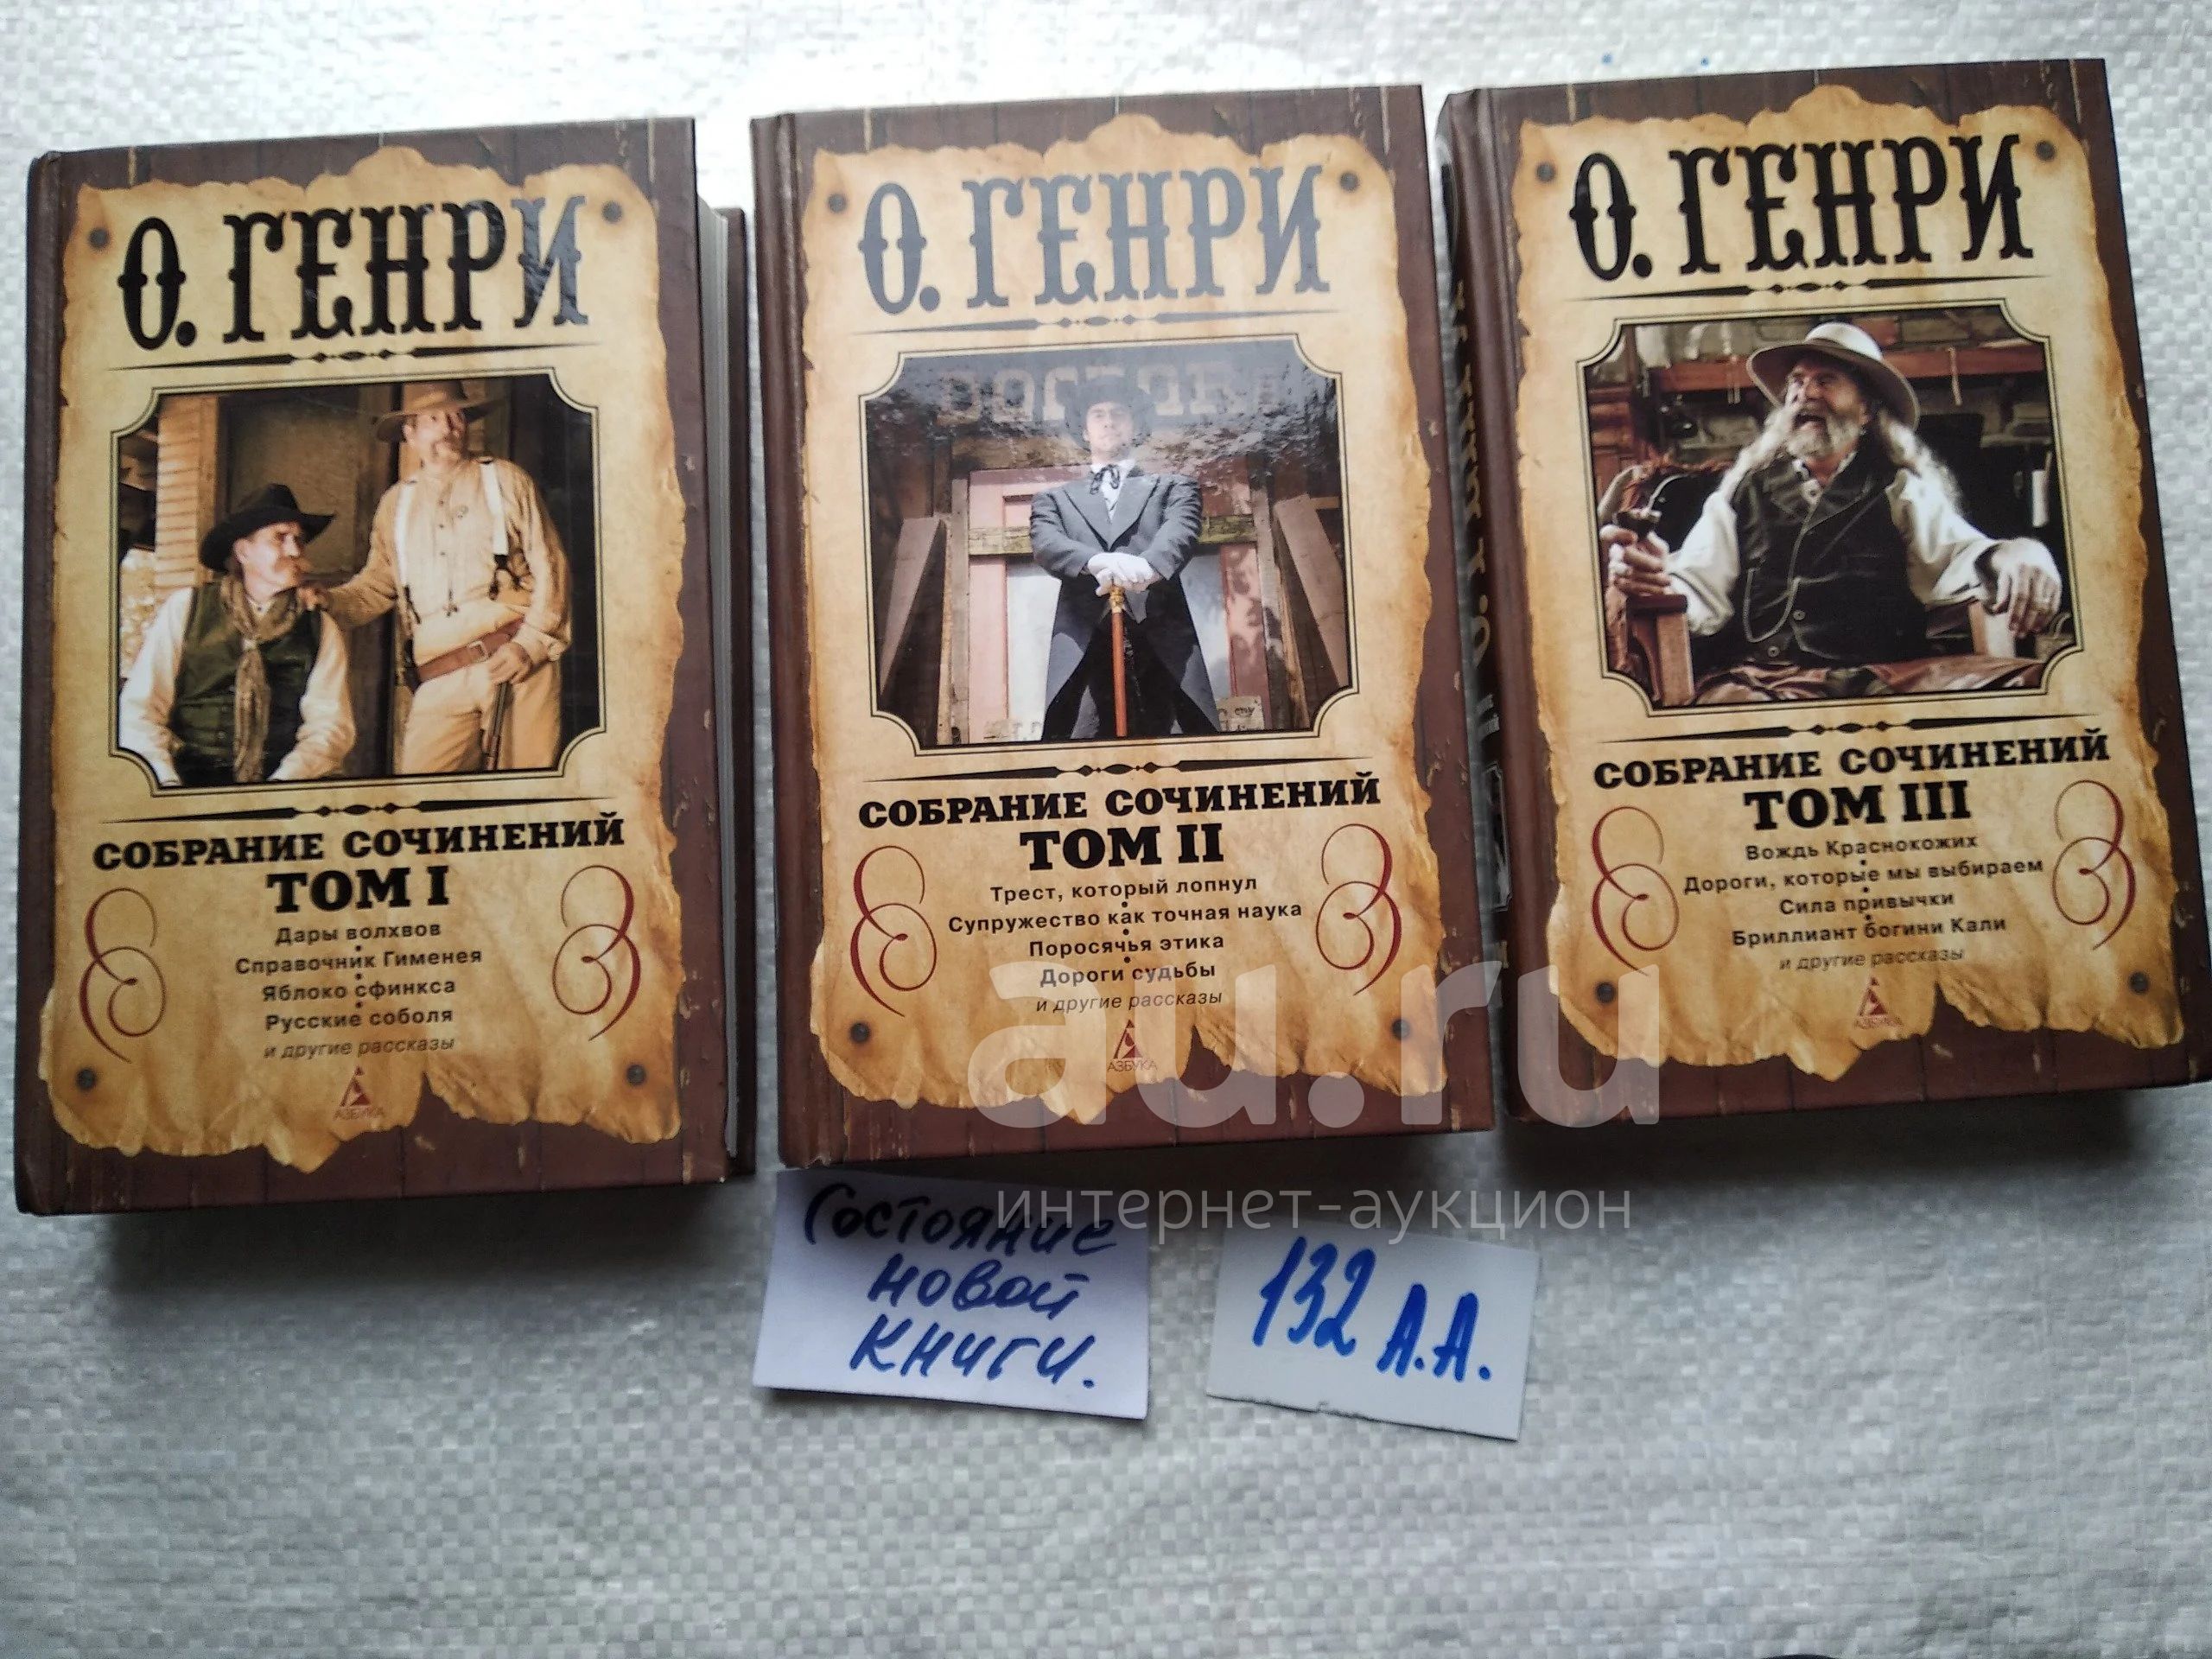 О. ГЕНРИ
СОБРАНИЕ СОЧИНЕНИЙ
ТОМ I
Дары волхвов
Справочник Гименея
Яблоко сфинкса
Русские соболя
и другие рассказы
АЗБУКА
О. ГЕНРИ
СОБРАНИЕ СОЧИНЕНИЙ
ТОМ II
Трест, который лопнул
Супружество как точная наука
Поросячья этика
Дороги судьбы
и другие рассказы
АЗБУКА
О. ГЕНРИ
СОБРАНИЕ СОЧИНЕНИЙ
ТОМ III
Вождь Краснокожих
Дороги, которые мы выбираем
Сила привычки
Бриллиант богини Кали
и другие рассказы
АЗБУКА
au.ru
интернет-аукцион
Состояние
новой
книги.
132 А.А.